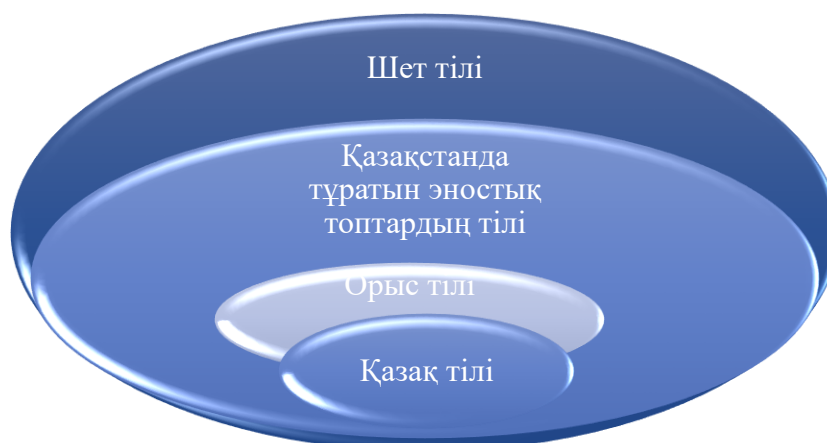 Шет тілі
Қазақстанда
тұратын эностық
топтардың тілі
Орыс тілі
Қазақ тілі